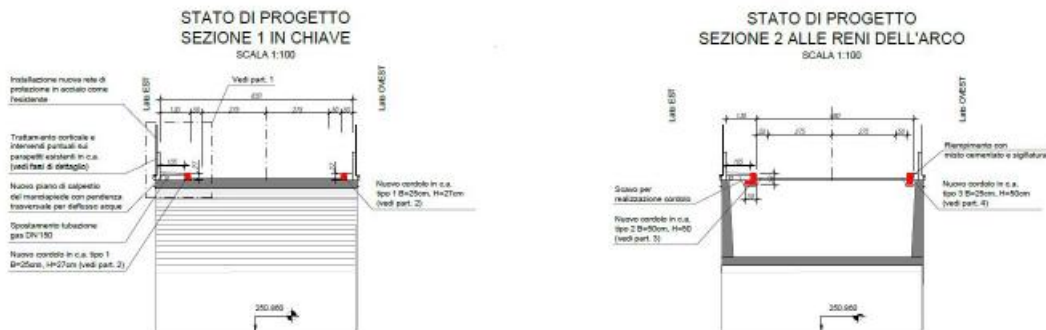 STATO DI PROGETTO
SEZIONE 1 IN CHIAVE
SCALA 1:100
Installazione nuova rete di
protezione in acciaio come
l'esistente
Trattamento corticale e
interventi puntuali sui
parapetti esistenti in c.a.
(vedi fasi di dettaglio)
Nuovo piano di calpestio
del marciapiede con pendenza
trasversale per deflusso acque
Spostamento tubazione
gas DN150
Nuovo cordolo in c.a. tipo 1
B=25cm, H=27cm (vedi part. 2)
Lato EST
Vedi part. 1
Lato OVEST
275
275
Nuovo cordolo in c.a.
tipo 1 B=25cm, H=27cm
(vedi part. 2)
250.860
STATO DI PROGETTO
SEZIONE 2 ALLE RENI DELL'ARCO
SCALA 1:100
Lato EST
Lato OVEST
275
275
Scavo per
realizzazione cordolo
Nuovo cordolo in c.a.
tipo 2 B=50cm, H=50
(vedi part. 3)
Riempimento con
misto cementato e sigillatura
Nuovo cordolo in c.a.
tipo 3 B=25cm, H=50cm
(vedi part. 4)
250.860